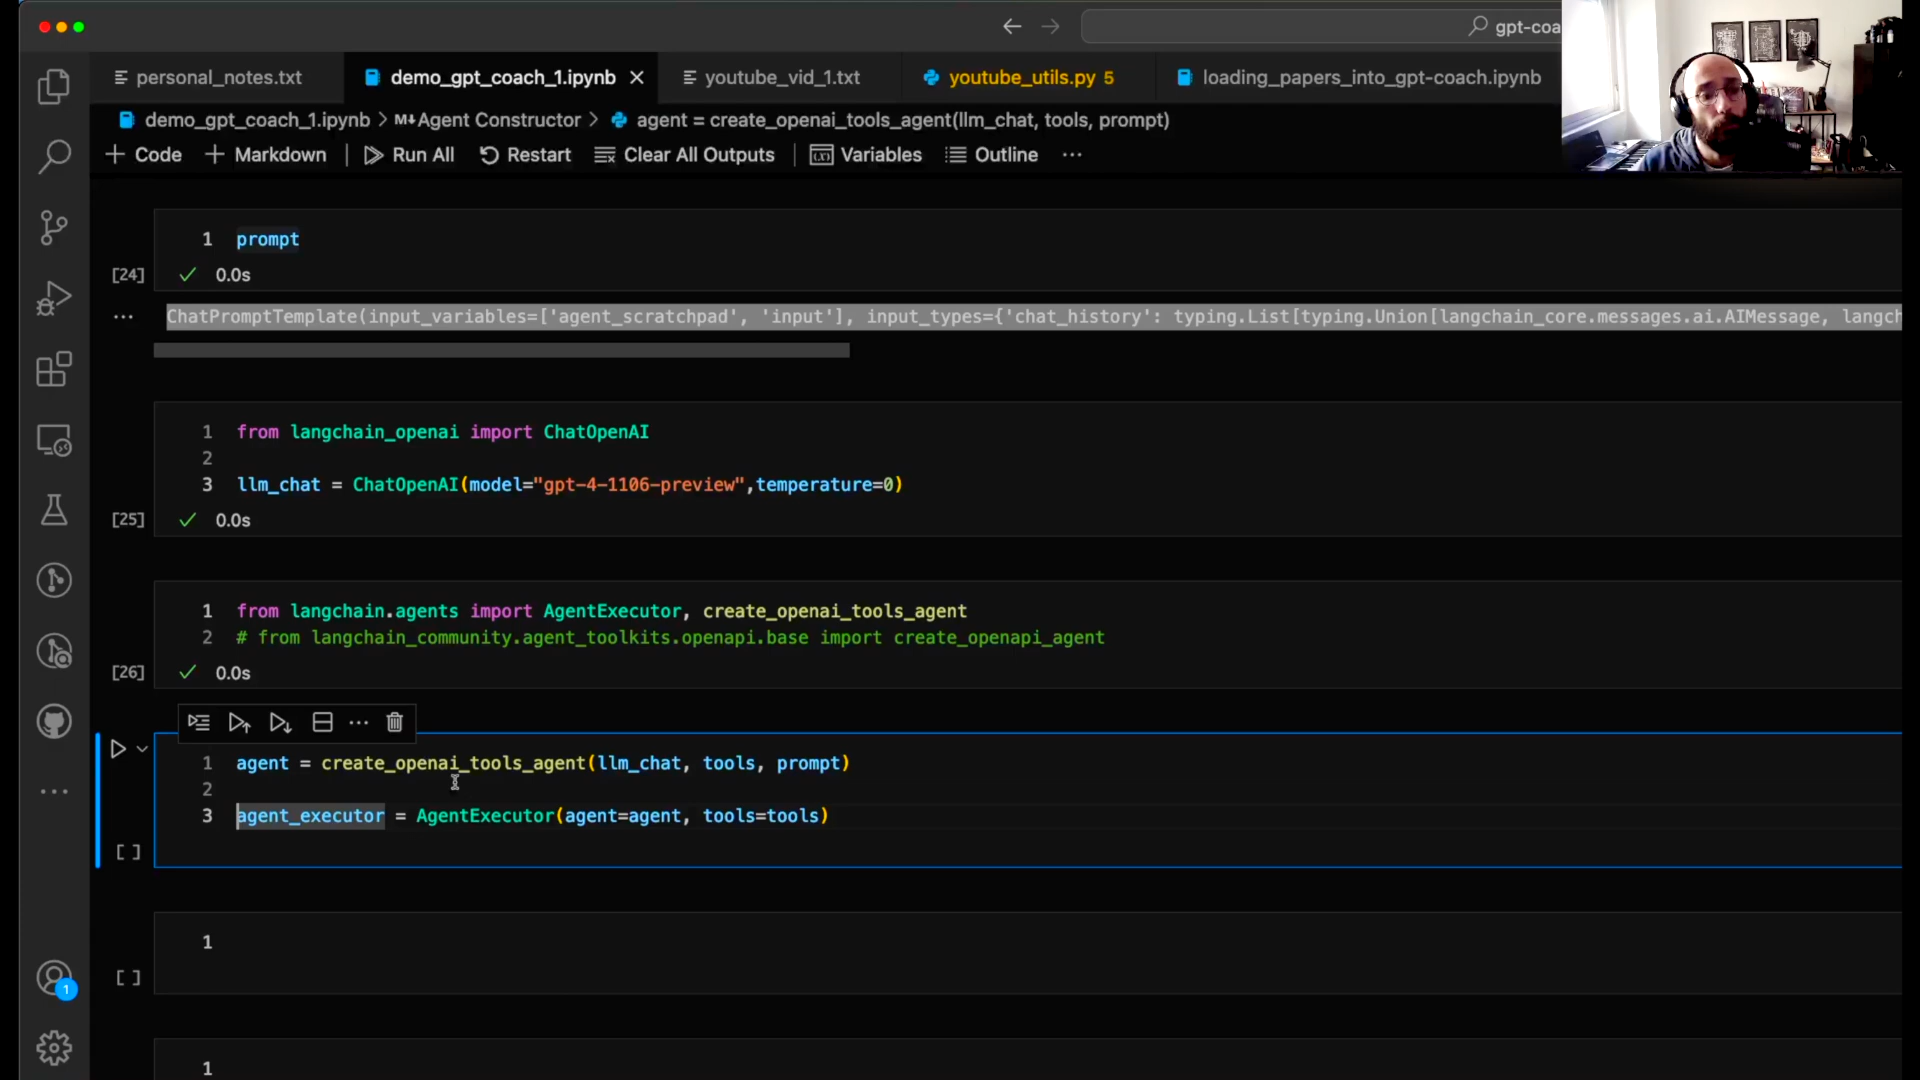 gpt-coa
personal_notes.txt
demo_gpt_coach_1.ipynb
youtube_vid_1.txt
youtube_utils.py 5
loading_papers_into_gpt-coach.ipynb
demo_gpt_coach_1.ipynb > M↓Agent Constructor > agent = create_openai_tools_agent(llm_chat, tools, prompt)
+ Code + Markdown Run All Restart Clear All Outputs Variables Outline ...
1 prompt
[24] ✓ 0.0s
... ChatPromptTemplate(input_variables=['agent_scratchpad', 'input'], input_types={'chat_history': typing.List[typing.Union[langchain_core.messages.ai.AIMessage, langch
1 from langchain_openai import ChatOpenAI
2
3 llm_chat = ChatOpenAI(model="gpt-4-1106-preview",temperature=0)
[25] ✓ 0.0s
1 from langchain.agents import AgentExecutor, create_openai_tools_agent
2 # from langchain_community.agent_toolkits.openapi.base import create_openapi_agent
[26] ✓ 0.0s
1 agent = create_openai_tools_agent(llm_chat, tools, prompt)
2
3 agent_executor = AgentExecutor(agent=agent, tools=tools)
[ ]
1
[ ]
1
1